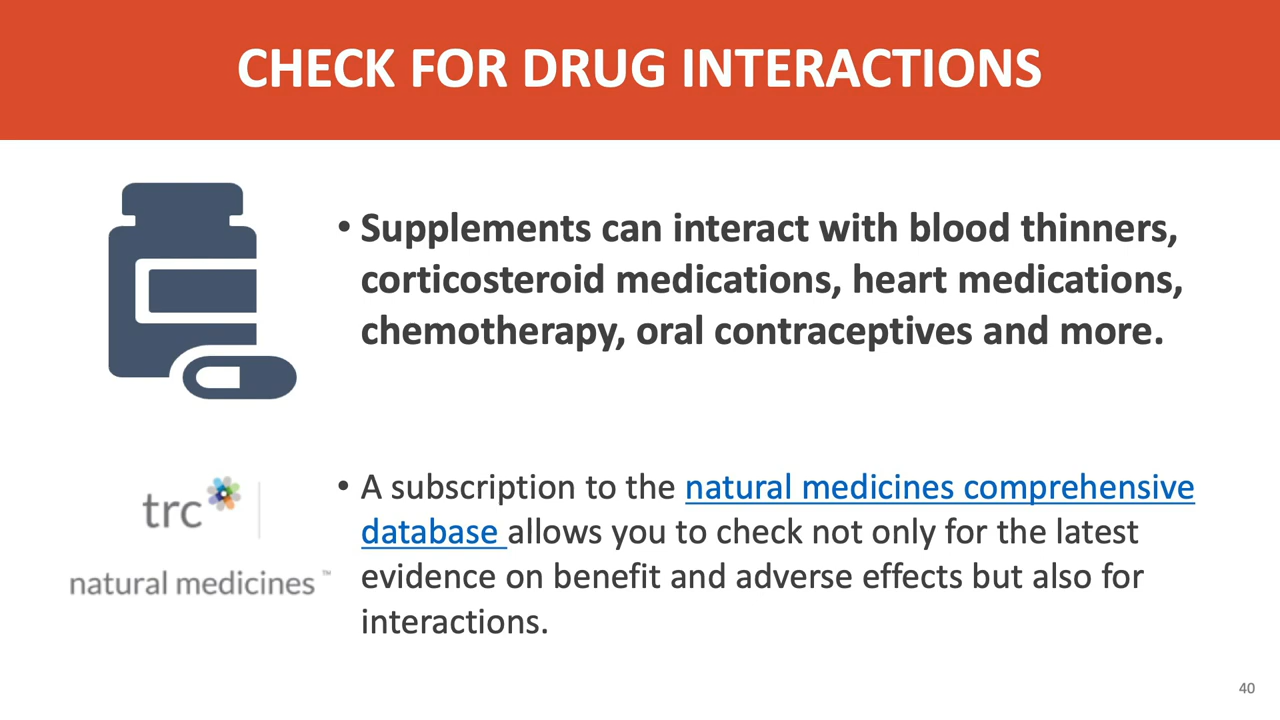 CHECK FOR DRUG INTERACTIONS
• Supplements can interact with blood thinners,
corticosteroid medications, heart medications,
chemotherapy, oral contraceptives and more.
trc
natural medicines™
• A subscription to the natural medicines comprehensive
database allows you to check not only for the latest
evidence on benefit and adverse effects but also for
interactions.
40